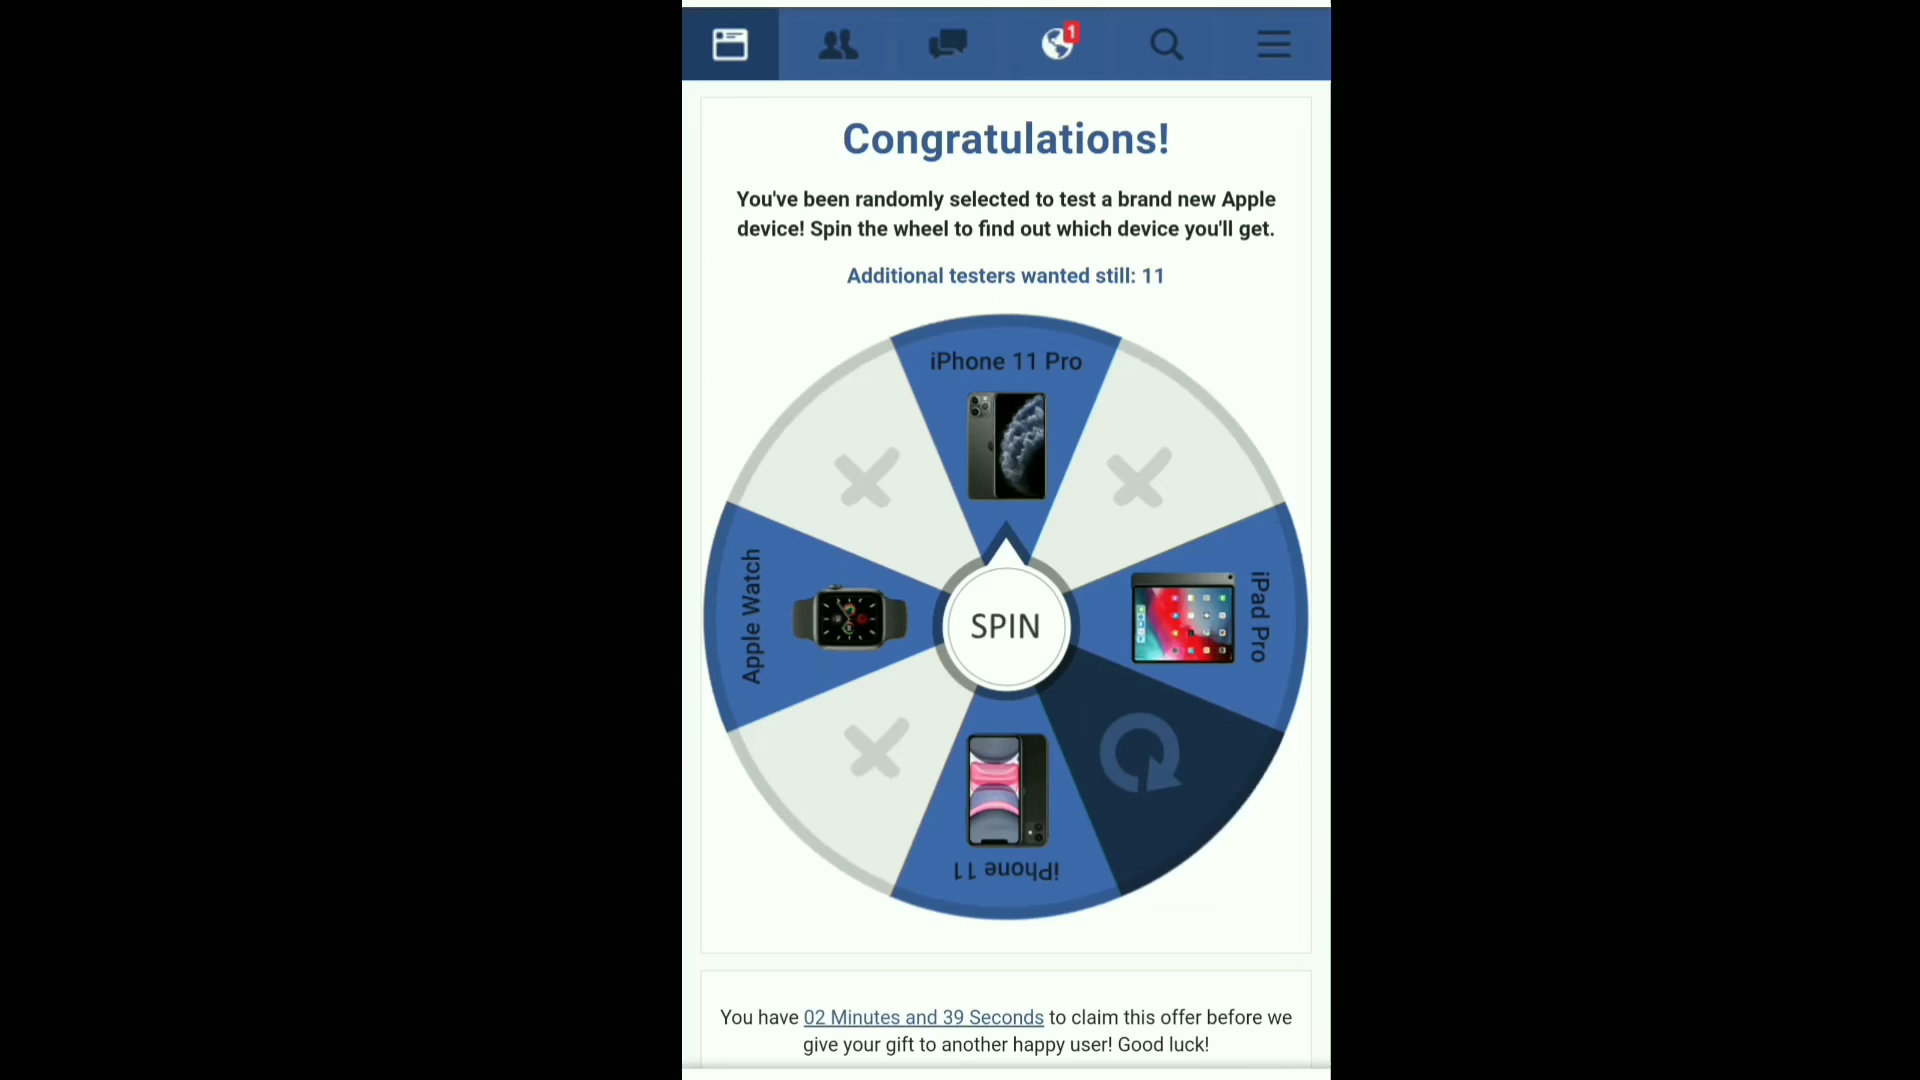 1
Congratulations!
You've been randomly selected to test a brand new Apple
device! Spin the wheel to find out which device you'll get.
Additional testers wanted still: 11
iPhone 11 Pro
Apple Watch
SPIN
iPad Pro
iPhone 11
You have 02 Minutes and 39 Seconds to claim this offer before we
give your gift to another happy user! Good luck!